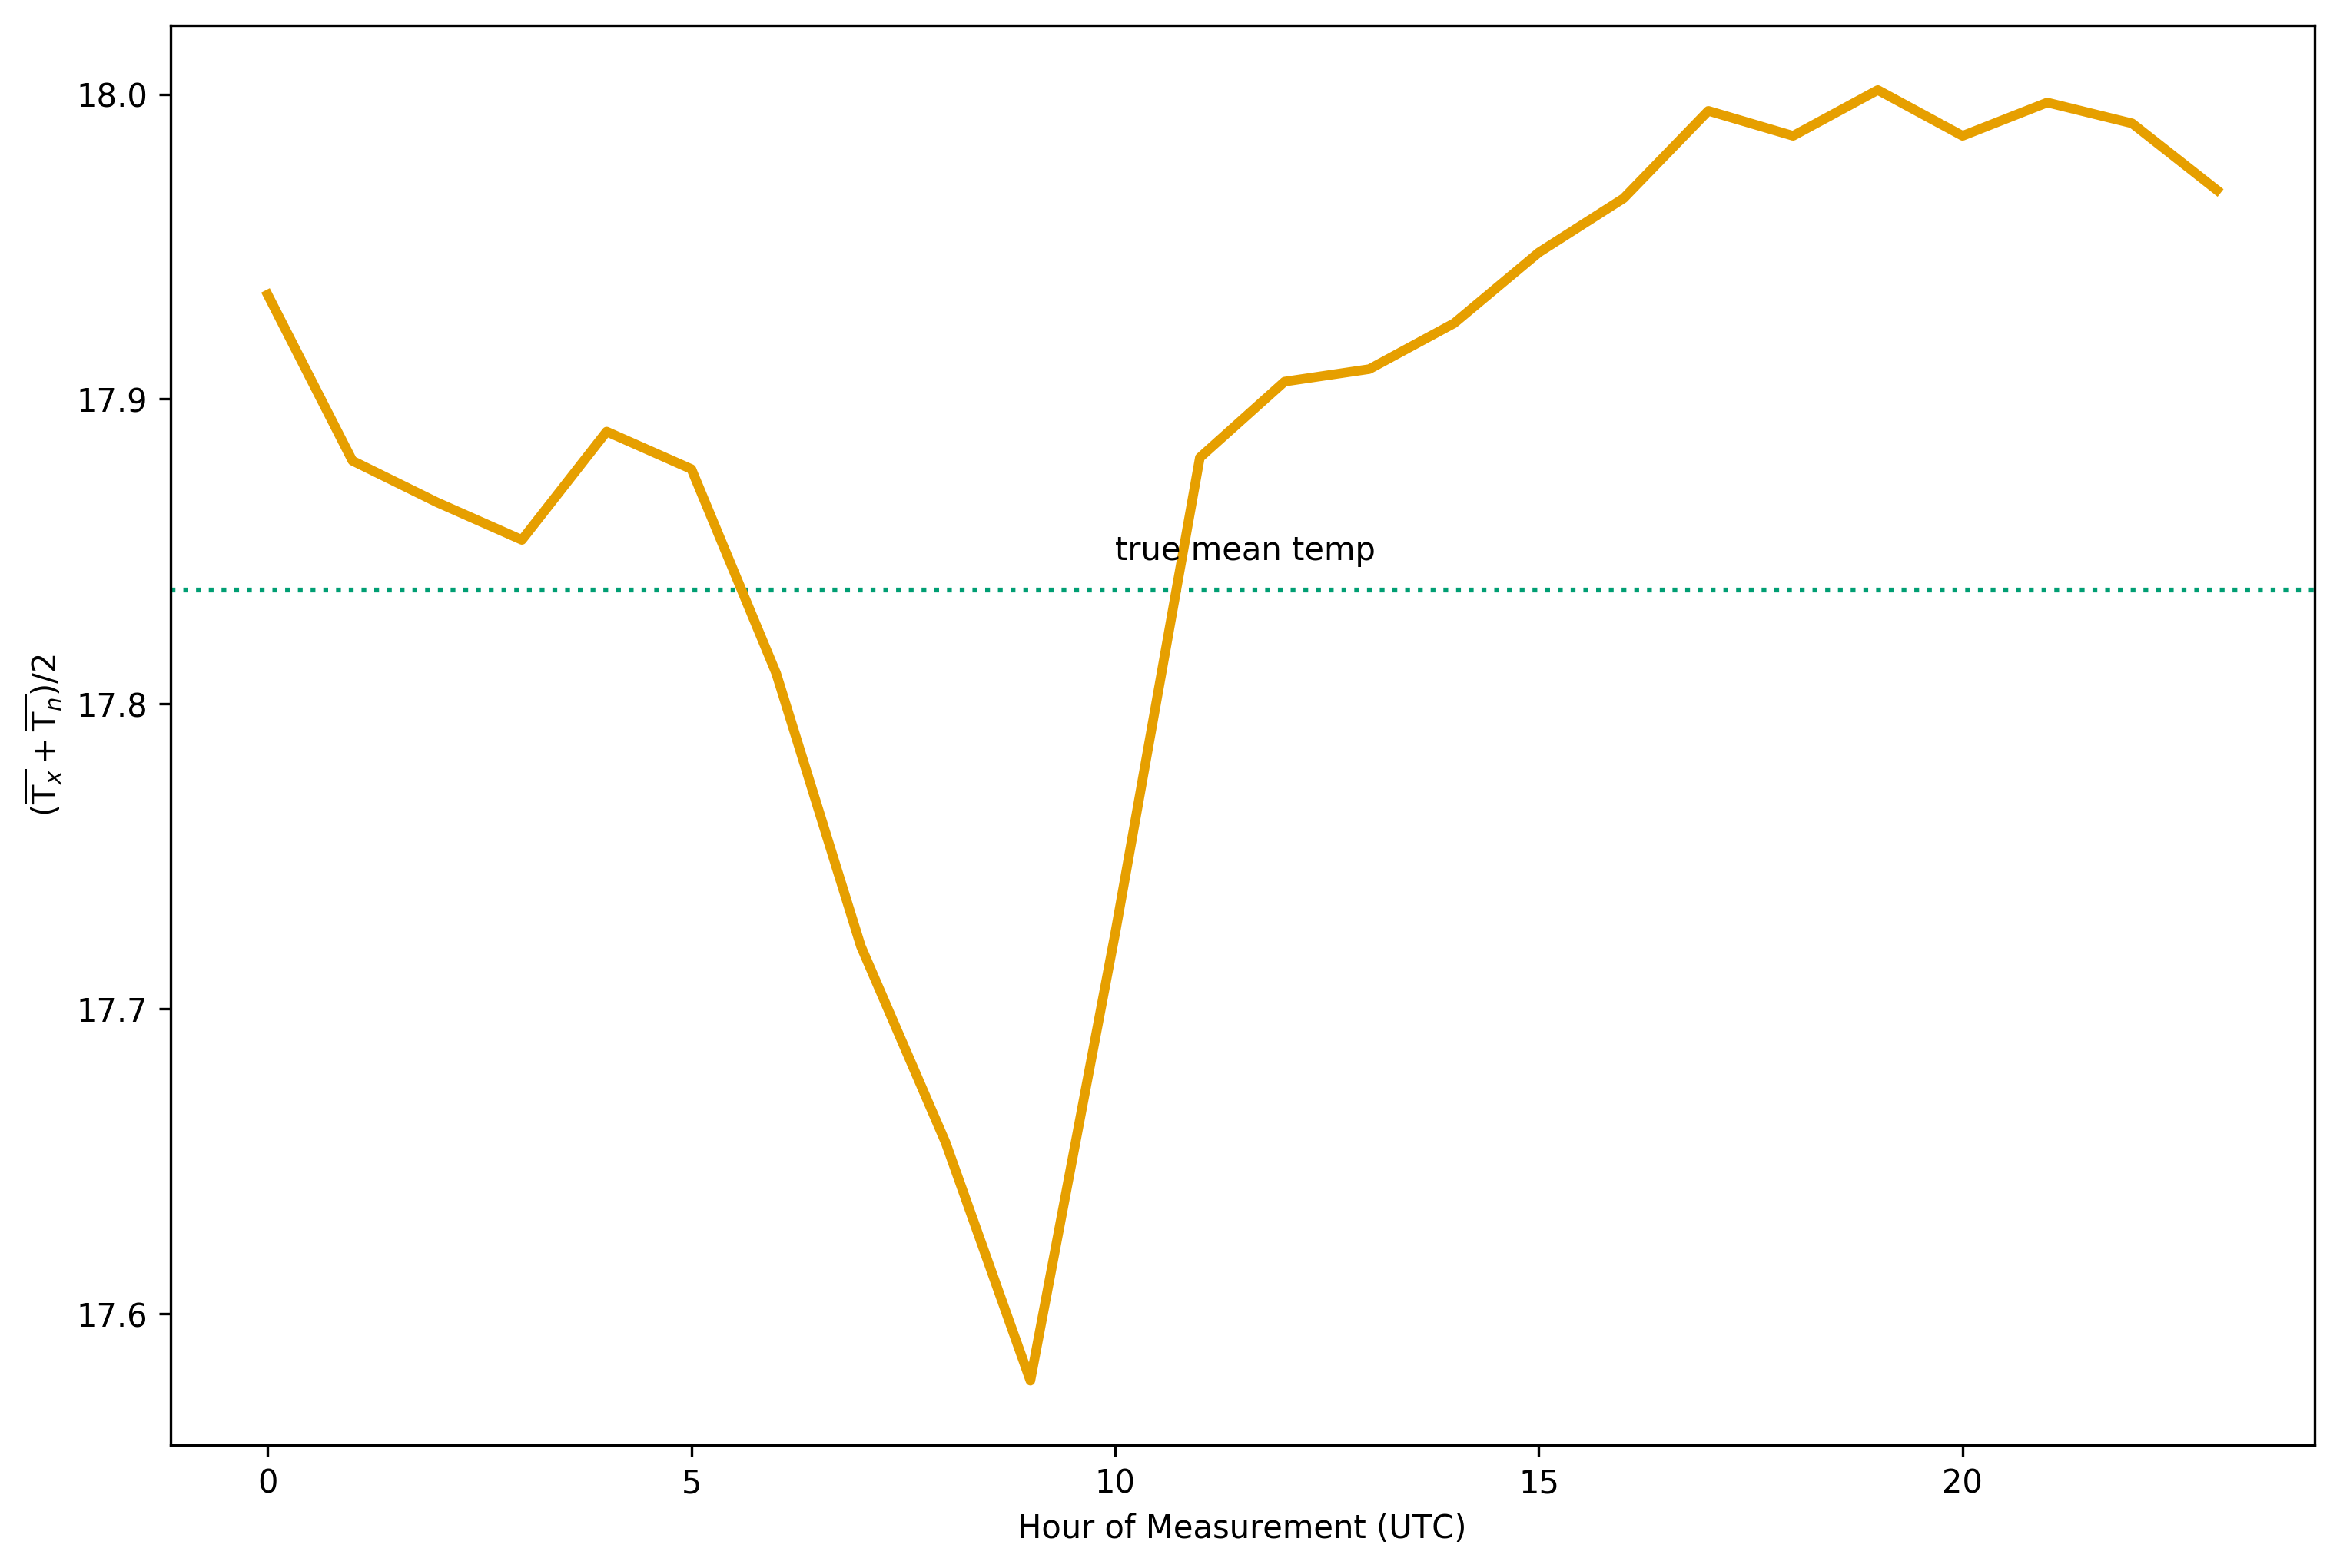 18.0
17.9
17.8
17.7
17.6
(T̅ₓ + T̅ₙ)/2
true mean temp
0 5 10 15 20
Hour of Measurement (UTC)